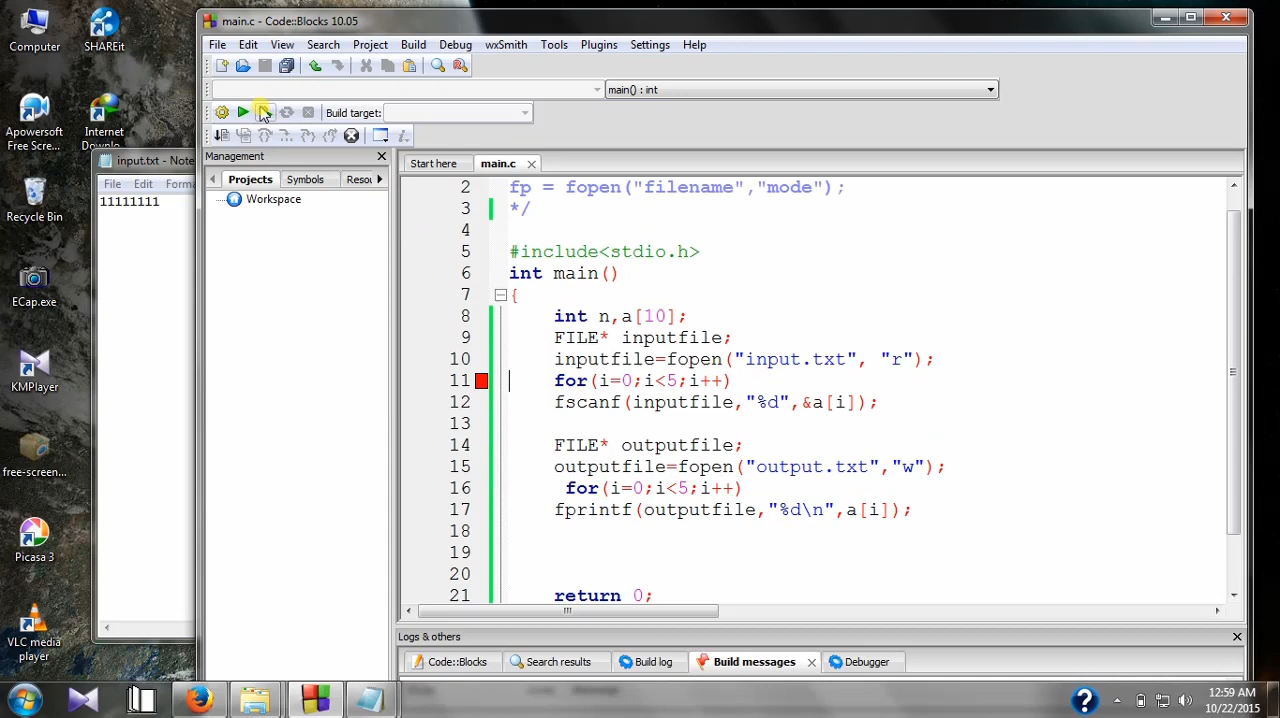 main.c - Code::Blocks 10.05
Computer
SHAREit
File Edit View Search Project Build Debug wxSmith Tools Plugins Settings Help
main() : int
Build target:
Apowersoft
Free Scre...
Internet
Downlo...
input.txt - Note
File Edit Forma
11111111
Management
Projects Symbols Resou
Workspace
Start here main.c
2 fp = fopen("filename","mode");
3 */
4
5 #include<stdio.h>
6 int main()
7 {
8 int n,a[10];
9 FILE* inputfile;
10 inputfile=fopen("input.txt", "r");
11 for(i=0;i<5;i++)
12 fscanf(inputfile,"%d",&a[i]);
13
14 FILE* outputfile;
15 outputfile=fopen("output.txt","w");
16 for(i=0;i<5;i++)
17 fprintf(outputfile,"%d\n",a[i]);
18
19
20
21 return 0;
Recycle Bin
ECap.exe
KMPlayer
free-screen...
Picasa 3
VLC media
player
Logs & others
Code::Blocks Search results Build log Build messages Debugger
12:59 AM
10/22/2015